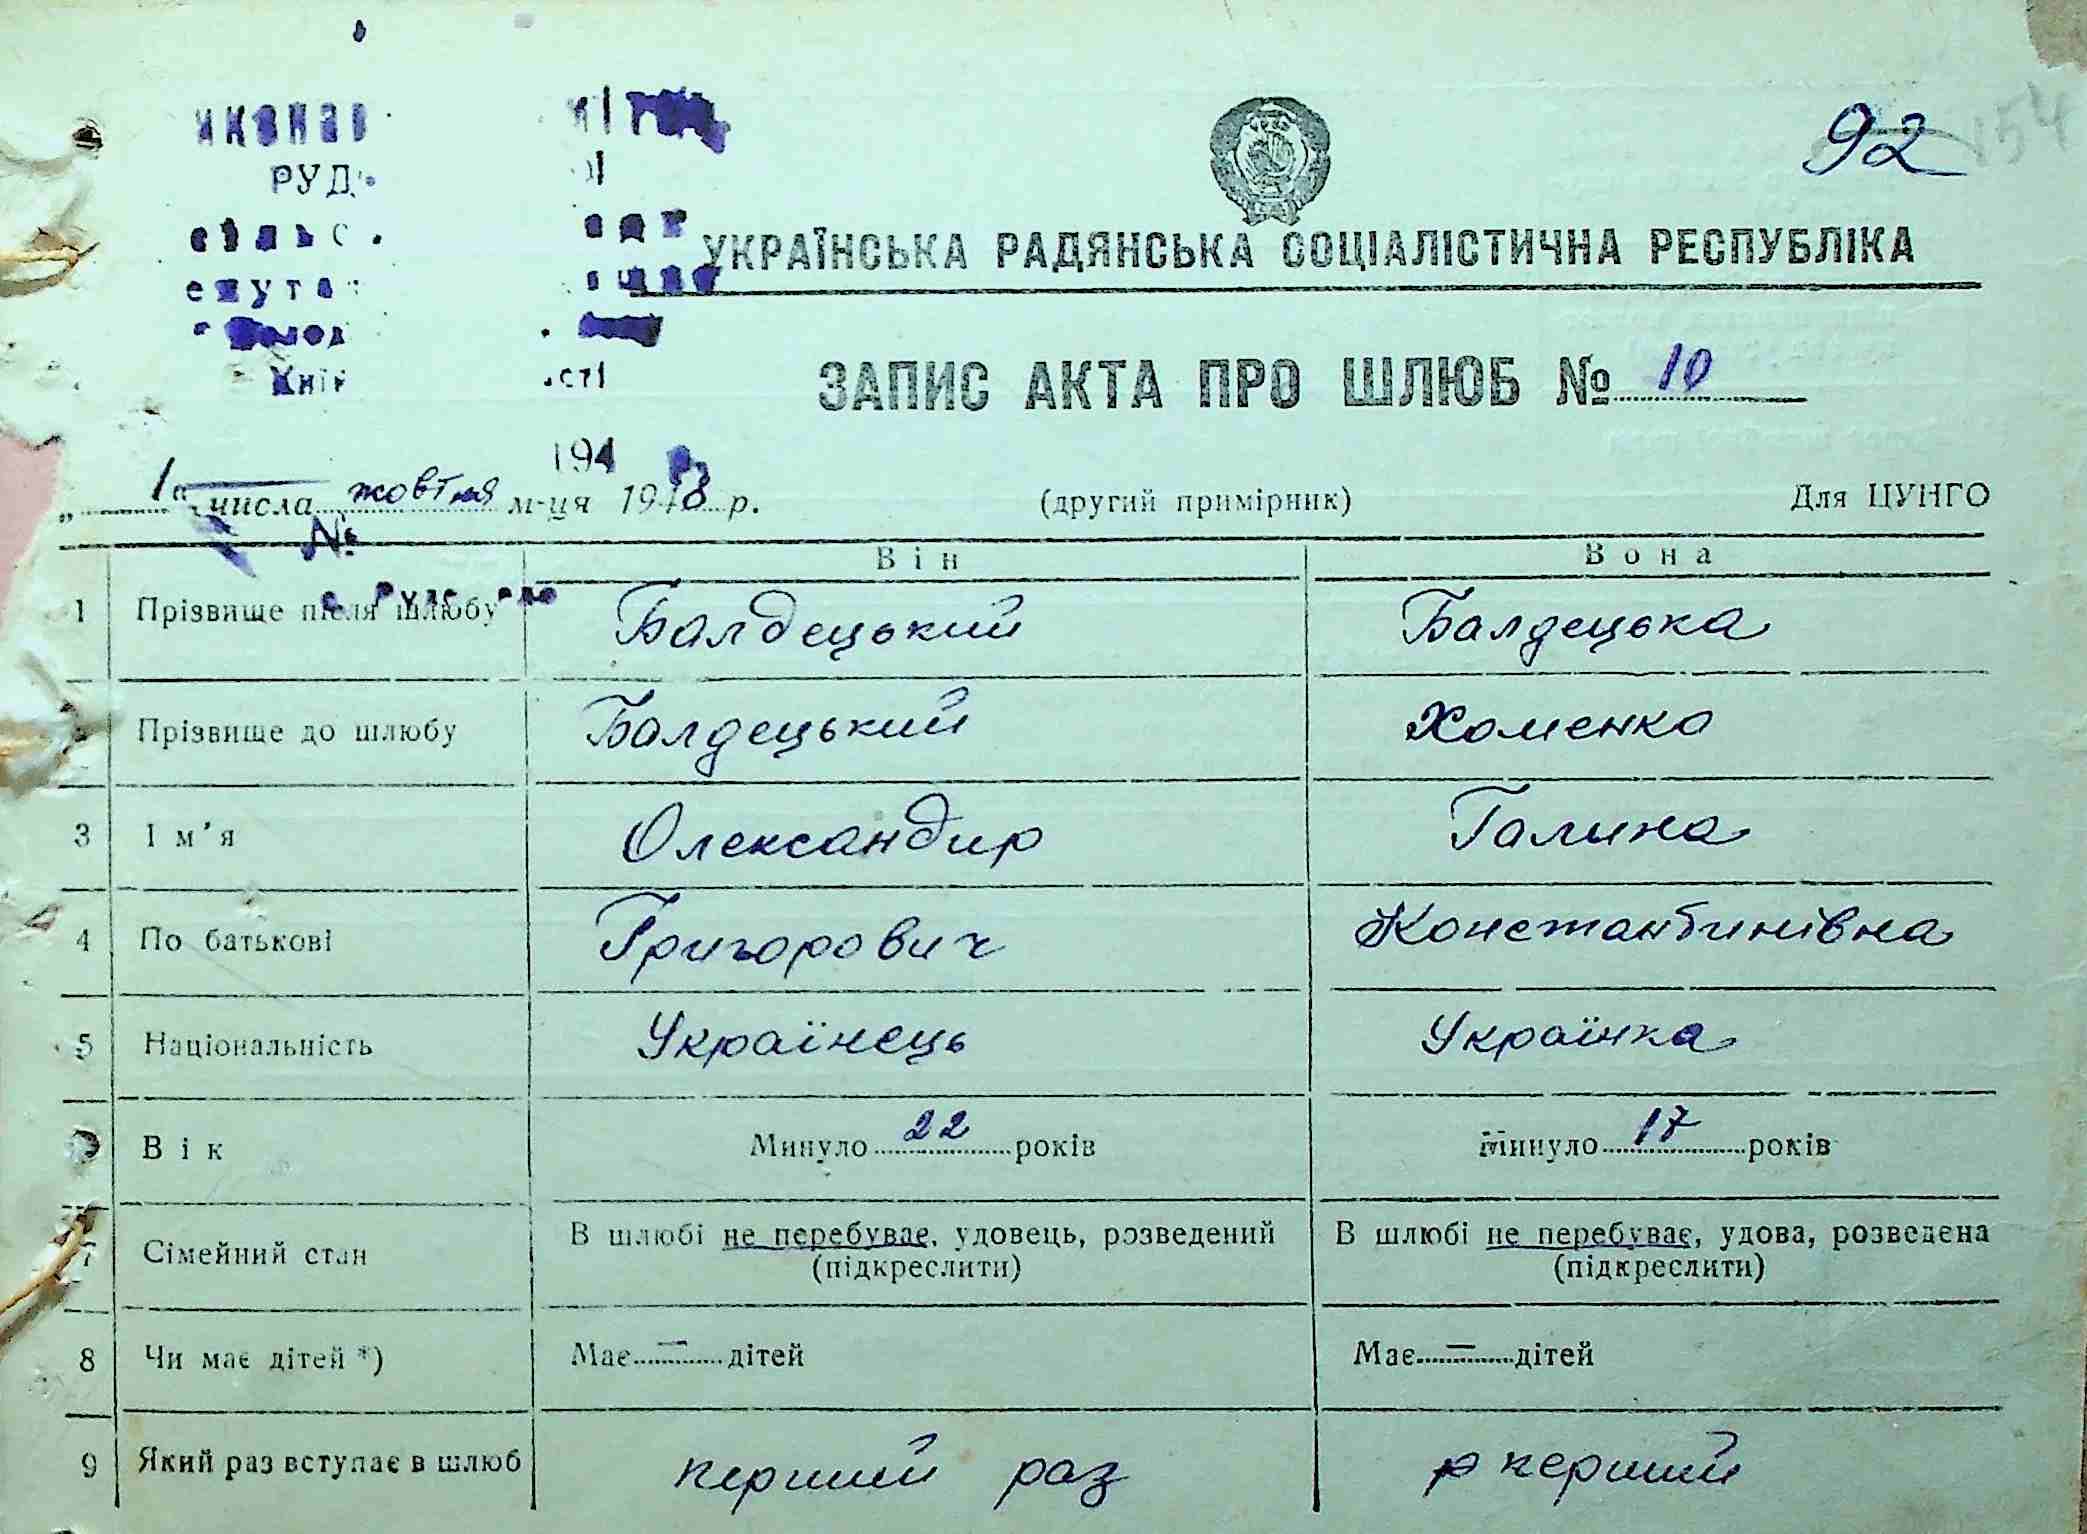 92 154
РУД
УКРАЇНСЬКА РАДЯНСЬКА СОЦІАЛІСТИЧНА РЕСПУБЛІКА
ЗАПИС АКТА ПРО ШЛЮБ № 10
194
„ 1 " числа жовтня м-ця 1948 р. (другий примірник) Для ЦУНГО
№
Він Вона
1 Прізвище після шлюбу Балдецький Балдецька
Прізвище до шлюбу Балдецький Хоменко
3 Ім'я Олександир Галина
4 По батькові Григорович Константинівна
5 Національність Українець Українка
Вік Минуло 22 років Минуло 17 років
7 Сімейний стан В шлюбі не перебуває, удовець, розведений (підкреслити) В шлюбі не перебуває, удова, розведена (підкреслити)
8 Чи має дітей *) Має — дітей Має — дітей
9 Який раз вступає в шлюб перший раз перший